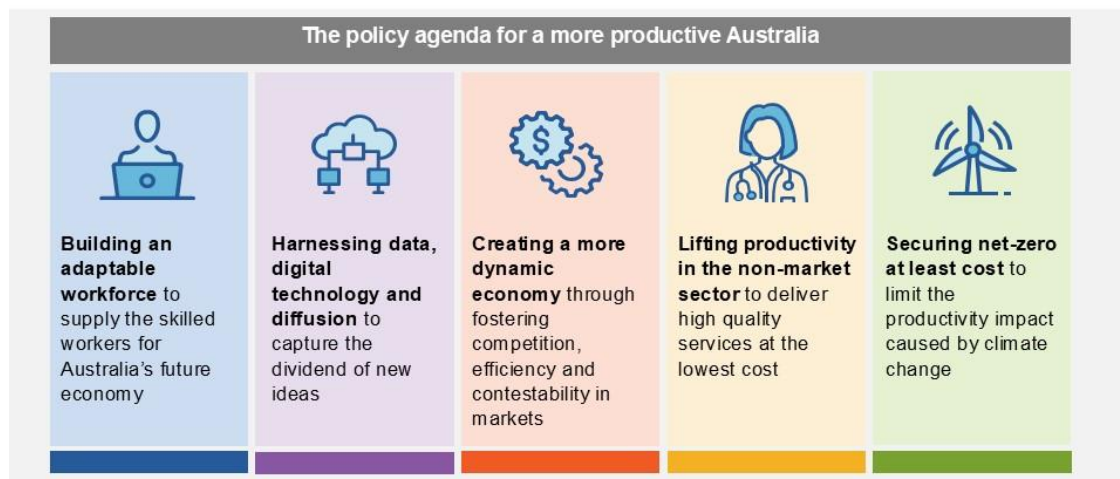 The policy agenda for a more productive Australia
Building an
adaptable
workforce to
supply the skilled
workers for
Australia's future
economy
Harnessing data,
digital
technology and
diffusion to
capture the
dividend of new
ideas
$
Creating a more
dynamic
economy through
fostering
competition,
efficiency and
contestability in
markets
Lifting productivity
in the non-market
sector to deliver
high quality
services at the
lowest cost
Securing net-zero
at least cost to
limit the
productivity impact
caused by climate
change